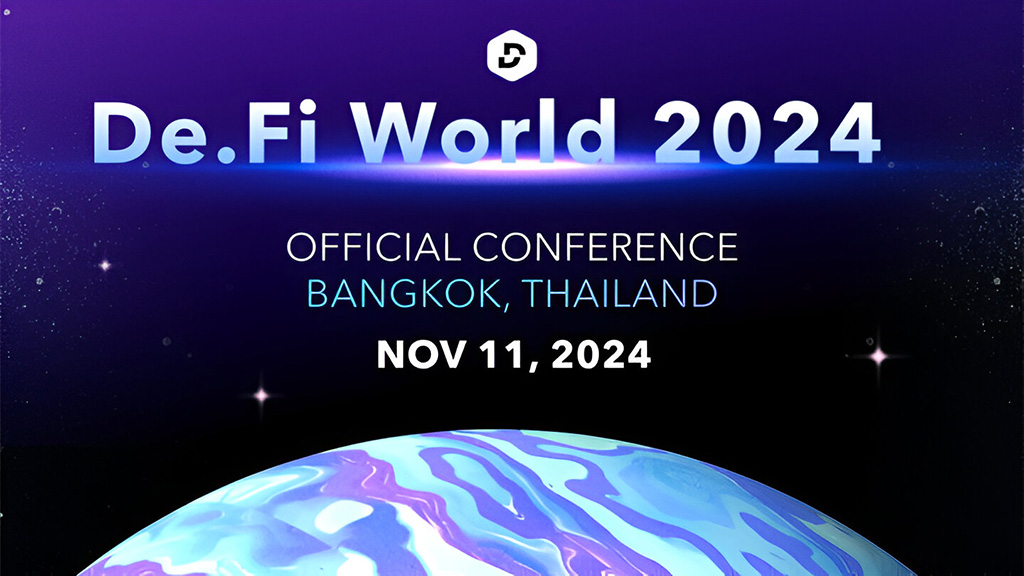 De.Fi World 2024
OFFICIAL CONFERENCE
BANGKOK, THAILAND
NOV 11, 2024